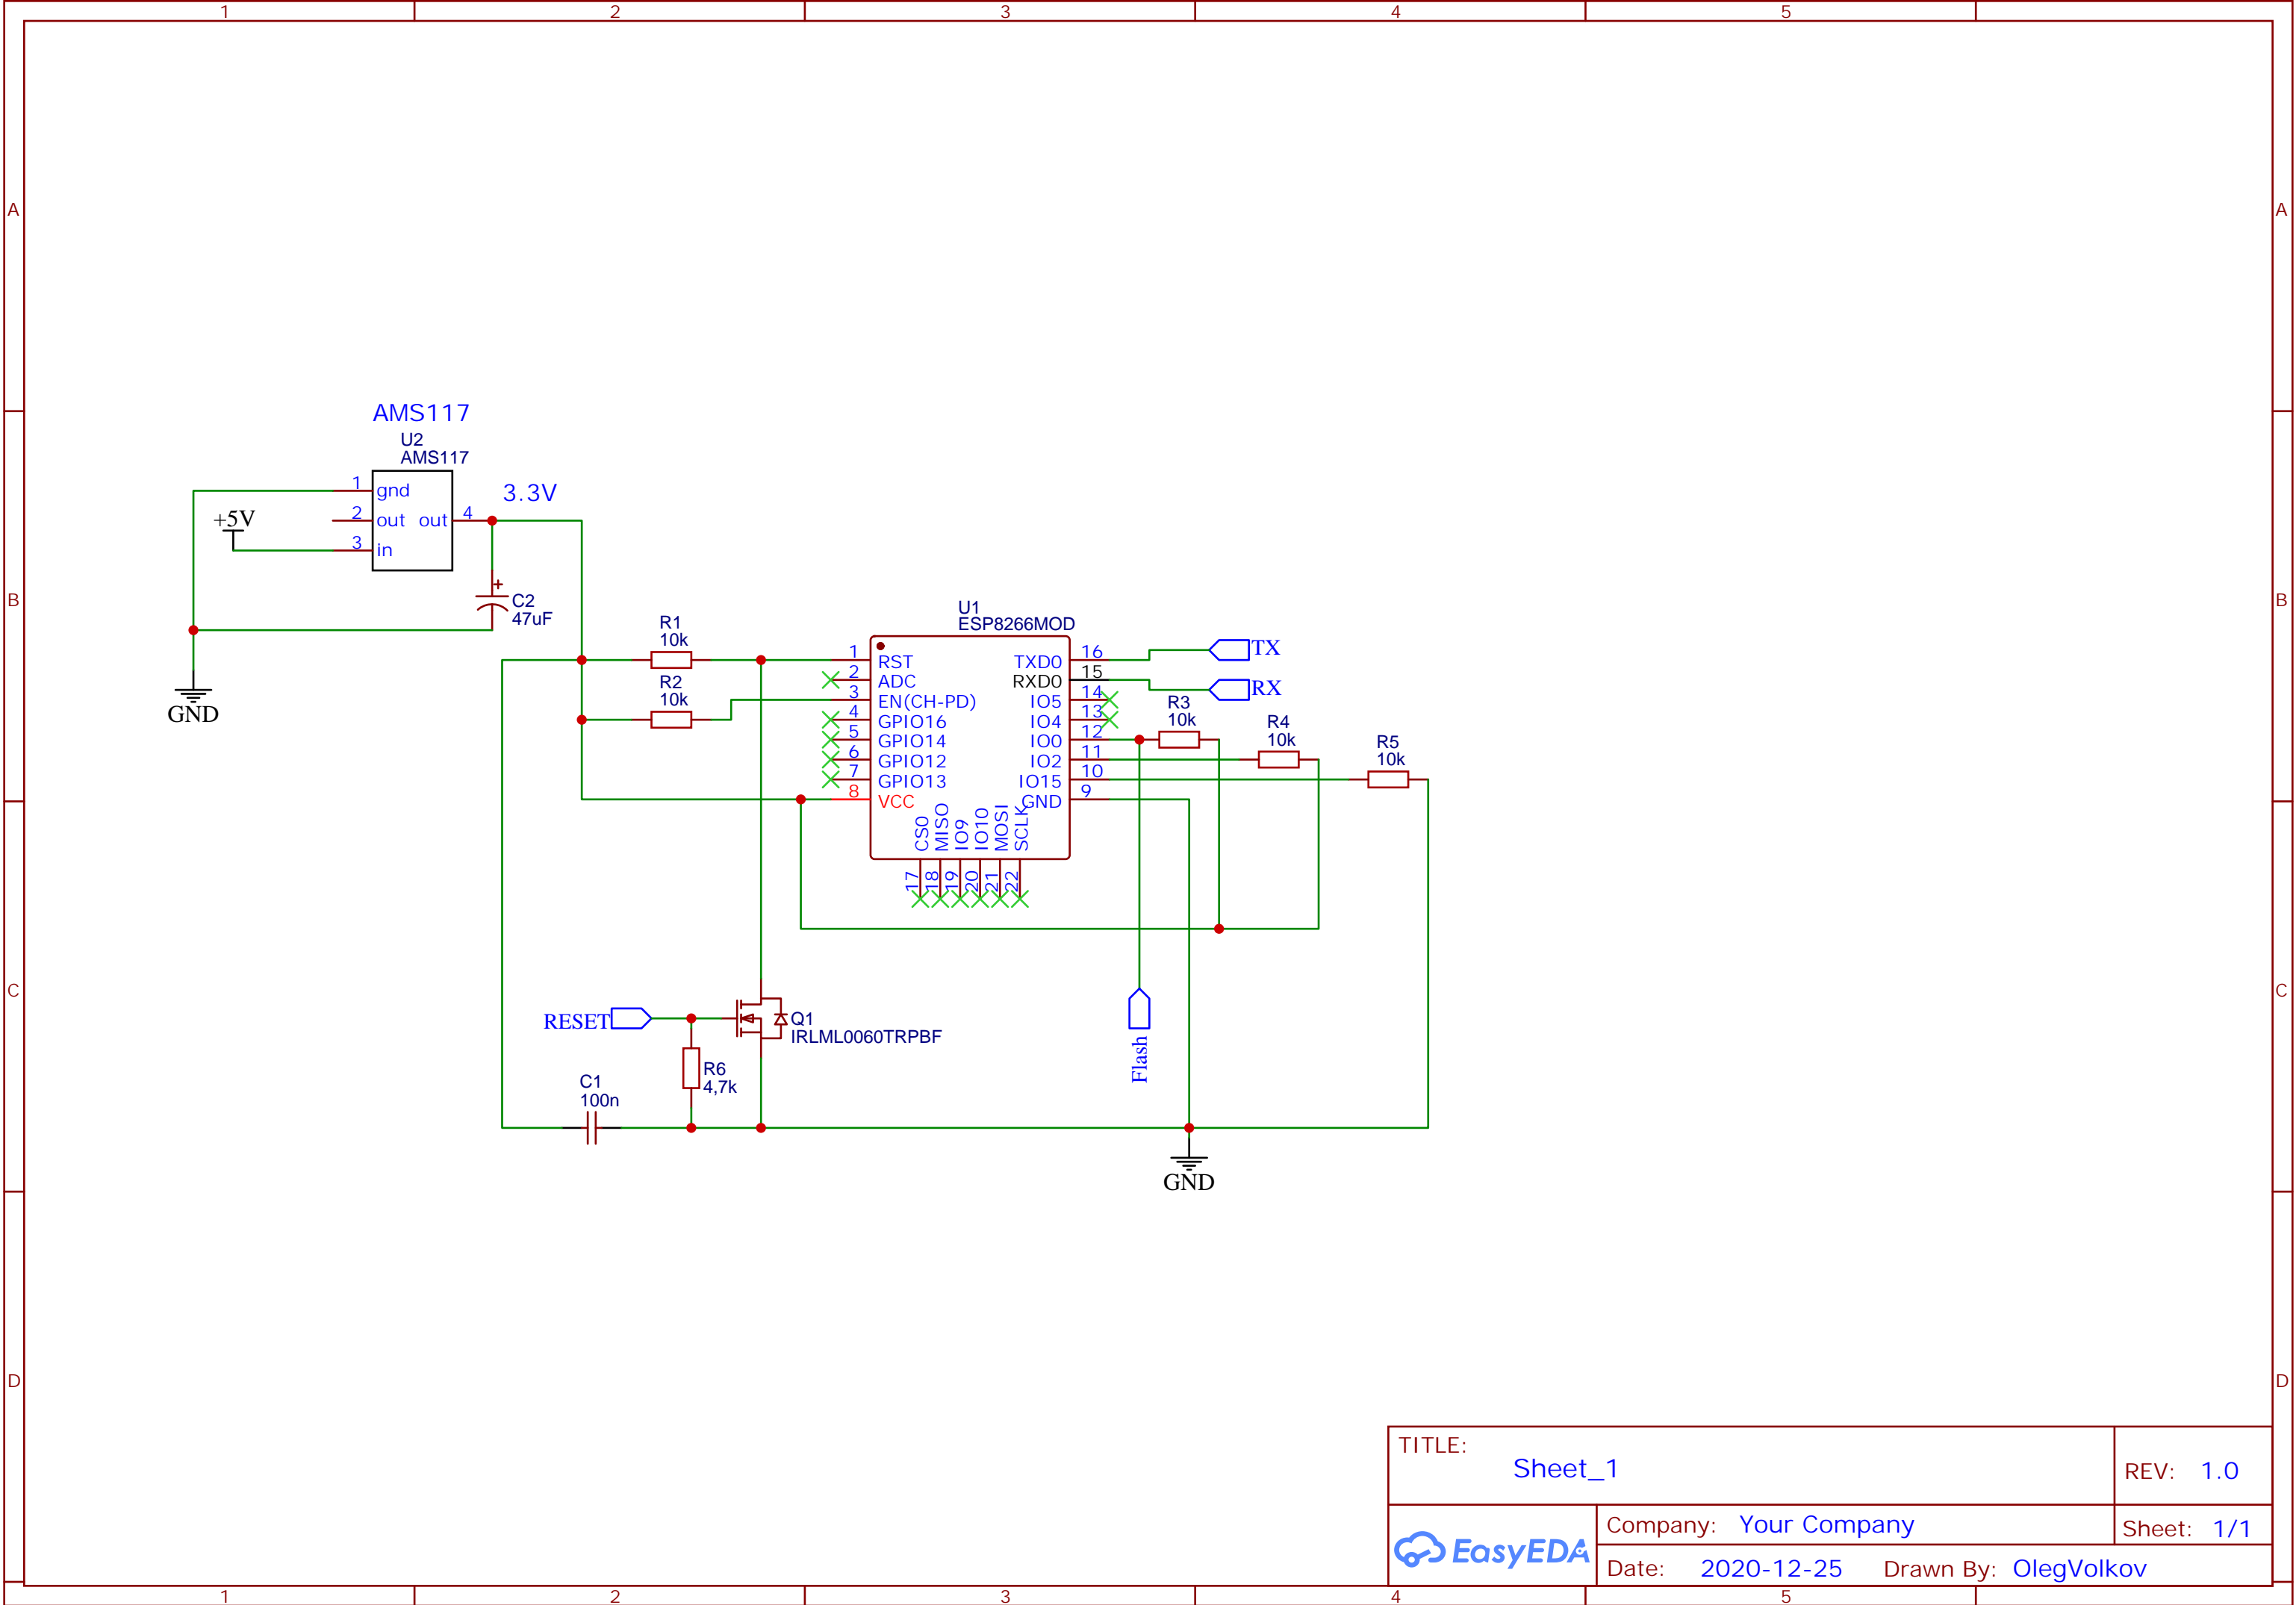 1 2 3 4 5
A A
B B
C C
D D
AMS117
U2
AMS117
1 gnd
2 out out 4
3 in
3.3V
+5V
C2
47uF
GND
R1
10k
R2
10k
U1
ESP8266MOD
1 RST
2 ADC
3 EN(CH-PD)
4 GPIO16
5 GPIO14
6 GPIO12
7 GPIO13
8 VCC
TXD0 16
RXD0 15
IO5 14
IO4 13
IO0 12
IO2 11
IO15 10
GND 9
CS0 MISO IO9 IO10 MOSI SCLK
17 18 19 20 21 22
TX
RX
R3
10k
R4
10k
R5
10k
RESET
Q1
IRLML0060TRPBF
R6
4,7k
C1
100n
Flash
GND
TITLE:
Sheet_1
REV: 1.0
EasyEDA
Company: Your Company
Sheet: 1/1
Date: 2020-12-25 Drawn By: OlegVolkov
1 2 3 4 5